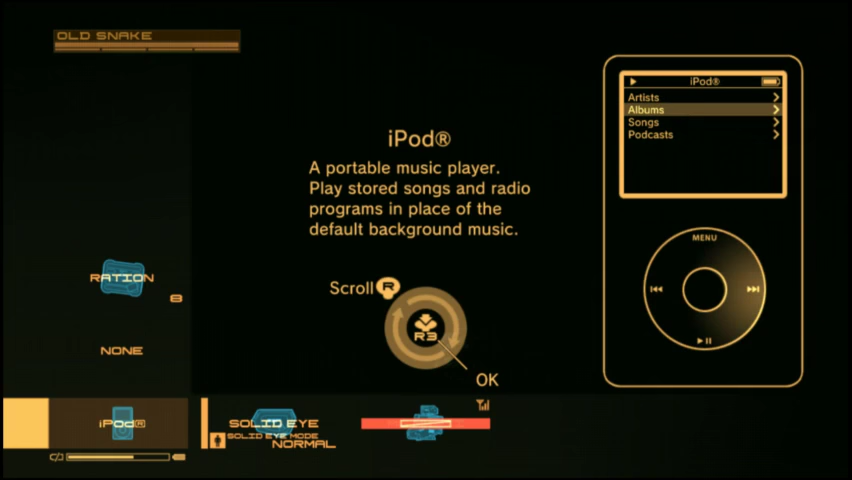 OLD SNAKE
iPod®
Artists
Albums
Songs
Podcasts
iPod®
A portable music player.
Play stored songs and radio
programs in place of the
default background music.
MENU
RATION
8
Scroll R
R3
OK
NONE
iPod®
SOLID EYE
SOLID EYE MODE
NORMAL